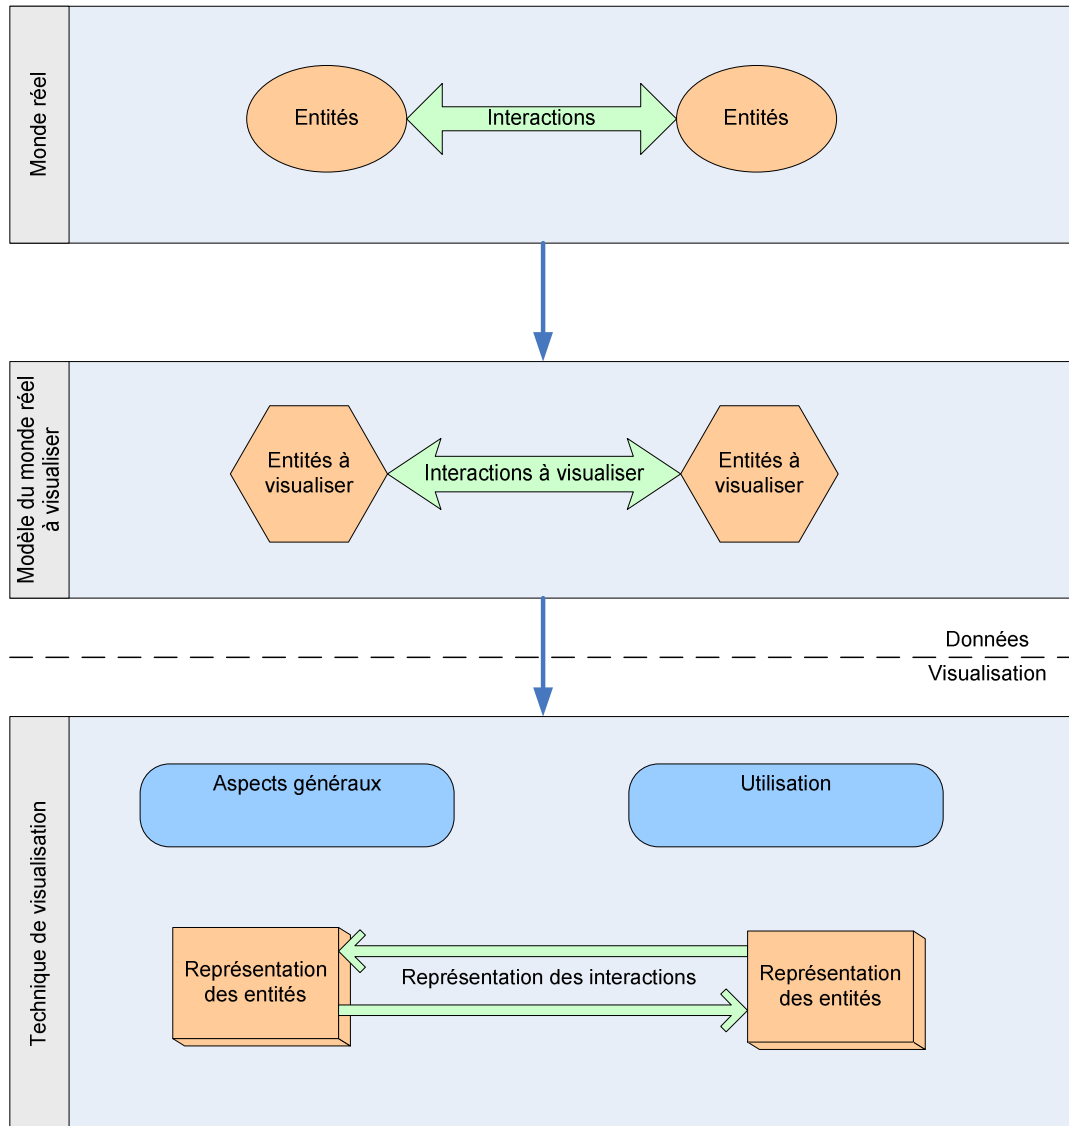 Monde réel
Entités
Interactions
Entités
Modèle du monde réel
à visualiser
Entités à
visualiser
Interactions à visualiser
Entités à
visualiser
Données
Visualisation
Technique de visualisation
Aspects généraux
Utilisation
Représentation
des entités
Représentation des interactions
Représentation
des entités